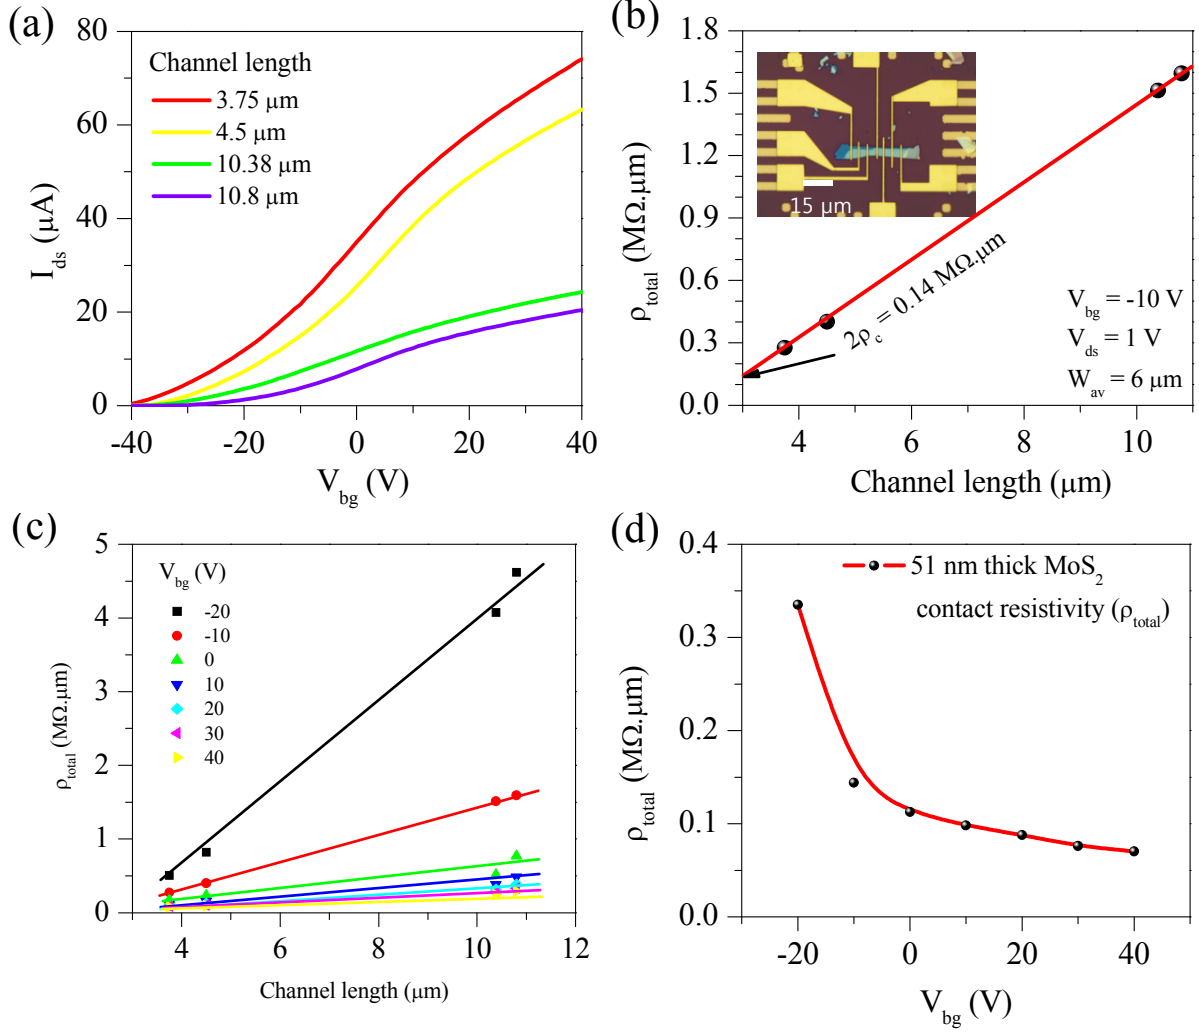 (a)
80
60
40
20
0
I_ds (μA)
Channel length
3.75 μm
4.5 μm
10.38 μm
10.8 μm
-40
-20
0
20
40
V_bg (V)
(b)
1.8
1.5
1.2
0.9
0.6
0.3
0.0
ρ_total (MΩ.μm)
15 μm
2ρ_c = 0.14 MΩ.μm
V_bg = -10 V
V_ds = 1 V
W_av = 6 μm
4
6
8
10
Channel length (μm)
(c)
5
4
3
2
1
0
ρ_total (MΩ.μm)
V_bg (V)
-20
-10
0
10
20
30
40
4
6
8
10
12
Channel length (μm)
(d)
0.4
0.3
0.2
0.1
0.0
ρ_total (MΩ.μm)
51 nm thick MoS_2
contact resistivity (ρ_total)
-20
0
20
40
V_bg (V)